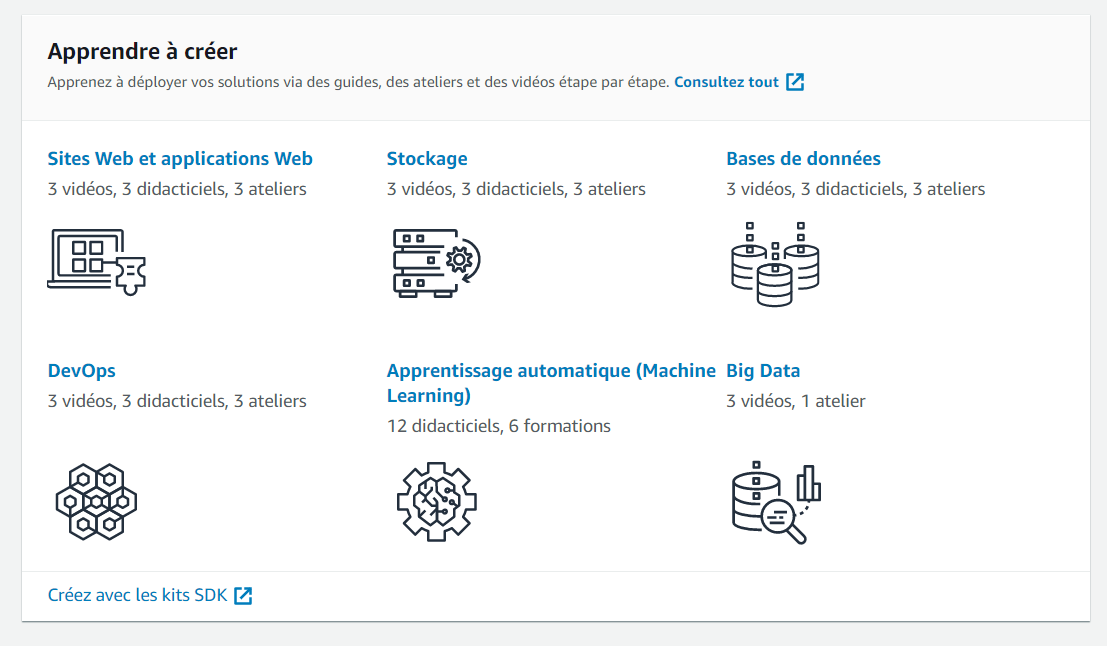 Apprendre à créer
Apprenez à déployer vos solutions via des guides, des ateliers et des vidéos étape par étape. Consultez tout
Sites Web et applications Web
3 vidéos, 3 didacticiels, 3 ateliers
Stockage
3 vidéos, 3 didacticiels, 3 ateliers
Bases de données
3 vidéos, 3 didacticiels, 3 ateliers
DevOps
3 vidéos, 3 didacticiels, 3 ateliers
Apprentissage automatique (Machine
Learning)
12 didacticiels, 6 formations
Big Data
3 vidéos, 1 atelier
Créez avec les kits SDK